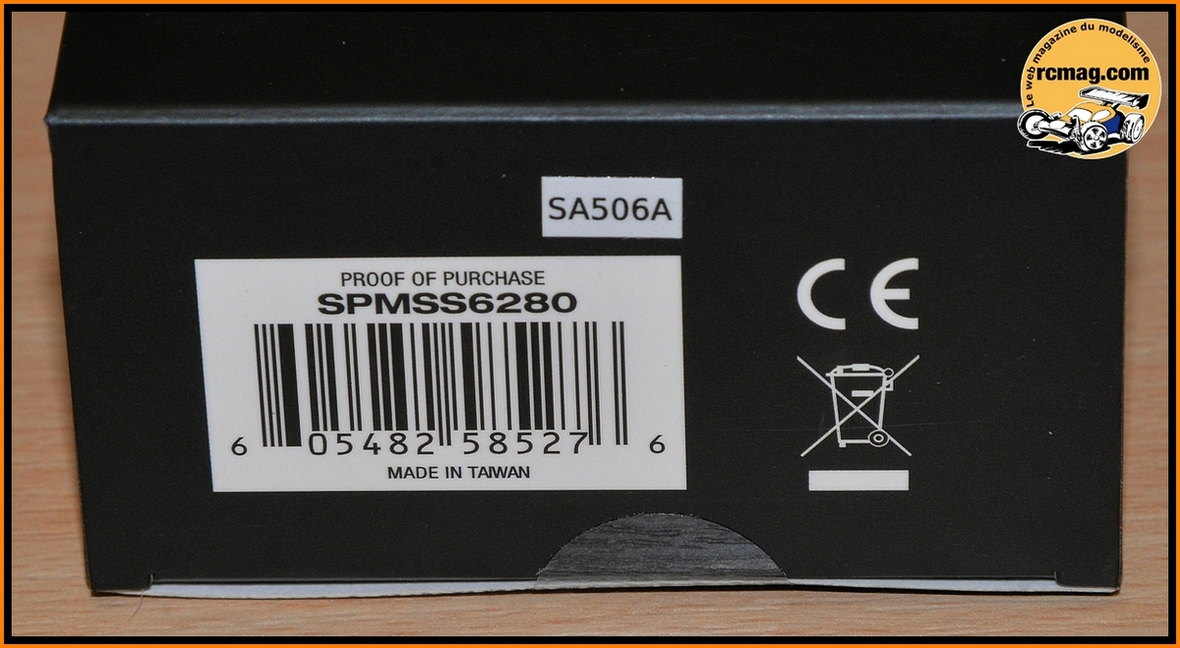 Le web magazine du modelisme
rcmag.com
SA506A
PROOF OF PURCHASE
SPMSS6280
6 05482 58527 6
MADE IN TAIWAN
CE